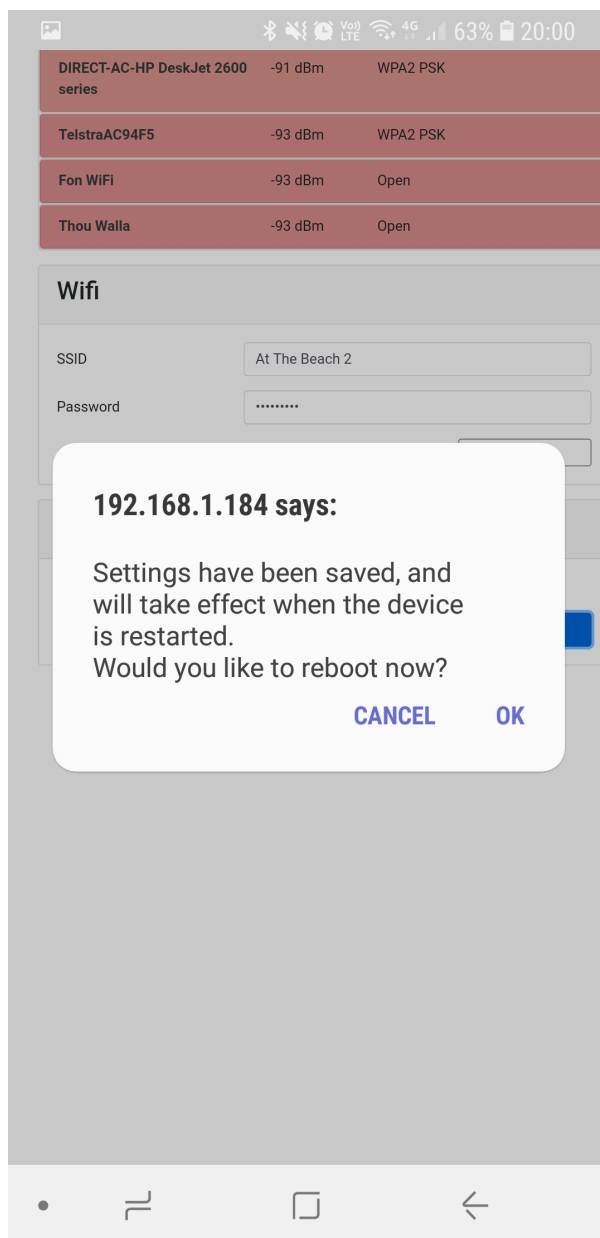 Vo)) LTE 4G 63% 20:00
DIRECT-AC-HP DeskJet 2600 -91 dBm WPA2 PSK
series
TelstraAC94F5 -93 dBm WPA2 PSK
Fon WiFi -93 dBm Open
Thou Walla -93 dBm Open
Wifi
SSID At The Beach 2
Password •••••••••
192.168.1.184 says:
Settings have been saved, and
will take effect when the device
is restarted.
Would you like to reboot now?
CANCEL OK